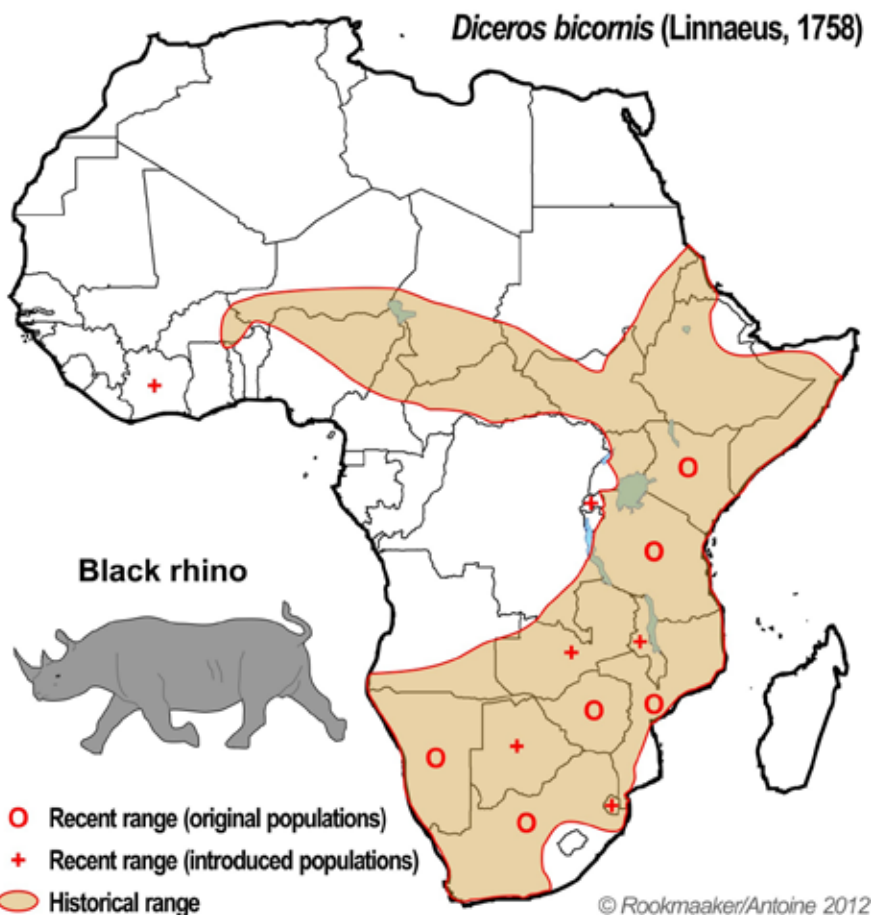 Diceros bicornis (Linnaeus, 1758)
Black rhino
O Recent range (original populations)
+ Recent range (introduced populations)
Historical range
© Rookmaaker/Antoine 2012